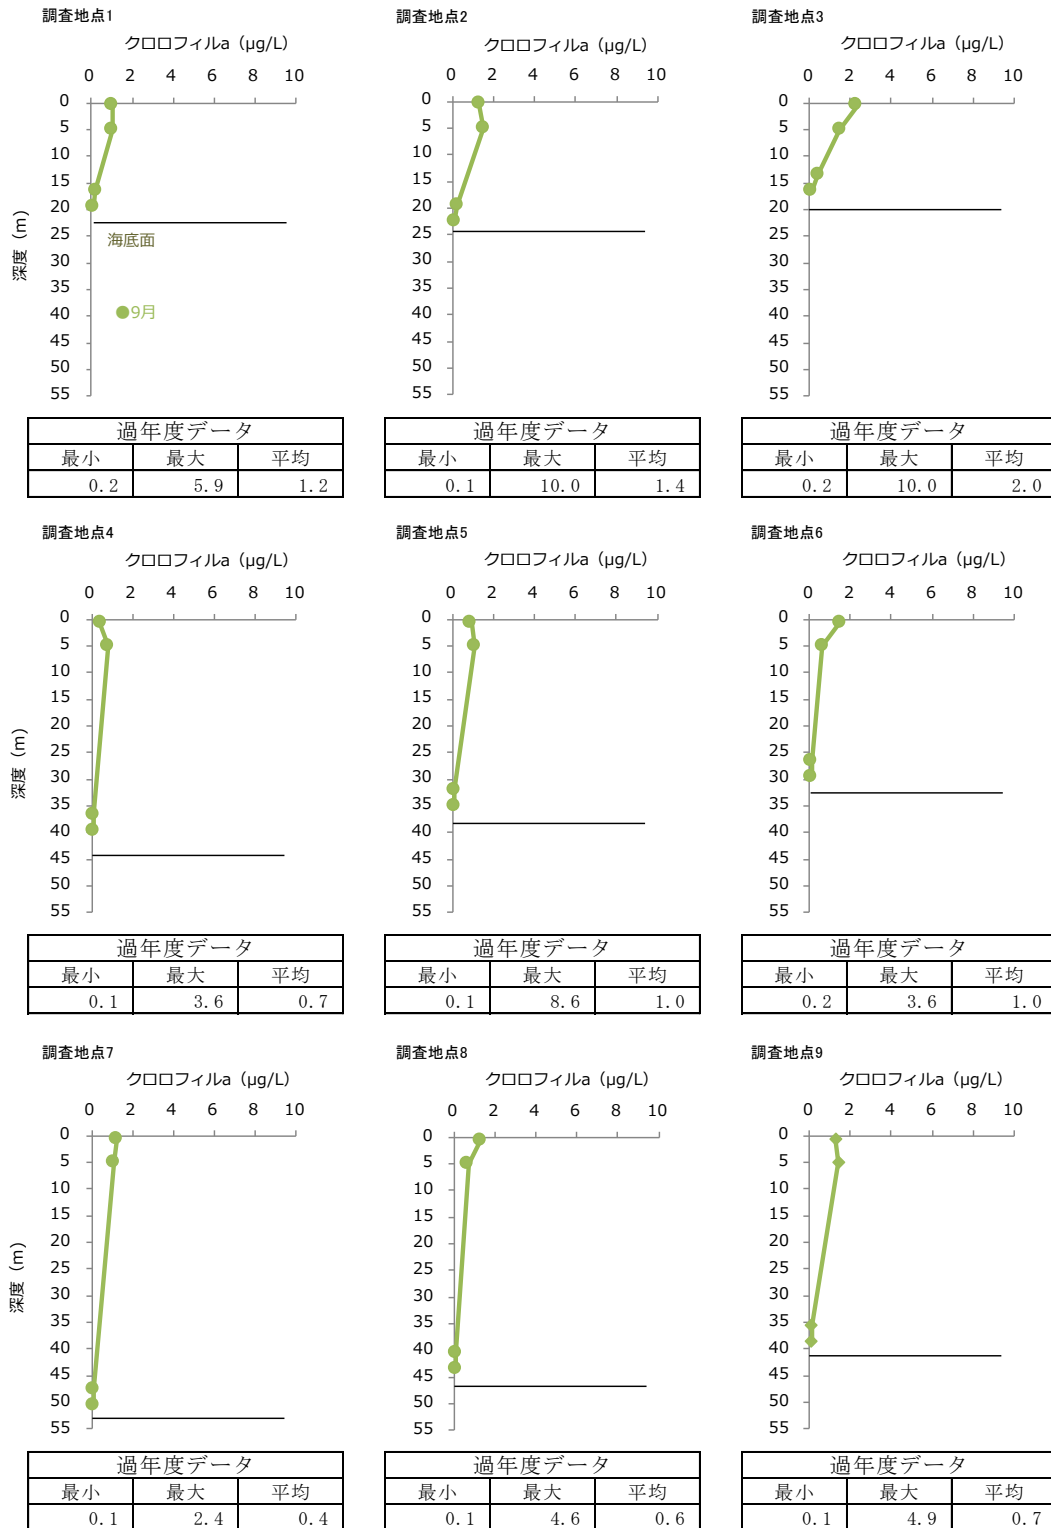 調査地点1
クロロフィルa（μg/L）
0 2 4 6 8 10
0
5
10
15
20
25
30
35
40
45
50
55
深度（m）
海底面
9月
過年度データ
最小 最大 平均
0.2 5.9 1.2
調査地点2
クロロフィルa（μg/L）
0 2 4 6 8 10
0
5
10
15
20
25
30
35
40
45
50
55
過年度データ
最小 最大 平均
0.1 10.0 1.4
調査地点3
クロロフィルa（μg/L）
0 2 4 6 8 10
0
5
10
15
20
25
30
35
40
45
50
55
過年度データ
最小 最大 平均
0.2 10.0 2.0
調査地点4
クロロフィルa（μg/L）
0 2 4 6 8 10
0
5
10
15
20
25
30
35
40
45
50
55
深度（m）
過年度データ
最小 最大 平均
0.1 3.6 0.7
調査地点5
クロロフィルa（μg/L）
0 2 4 6 8 10
0
5
10
15
20
25
30
35
40
45
50
55
過年度データ
最小 最大 平均
0.1 8.6 1.0
調査地点6
クロロフィルa（μg/L）
0 2 4 6 8 10
0
5
10
15
20
25
30
35
40
45
50
55
過年度データ
最小 最大 平均
0.2 3.6 1.0
調査地点7
クロロフィルa（μg/L）
0 2 4 6 8 10
0
5
10
15
20
25
30
35
40
45
50
55
深度（m）
過年度データ
最小 最大 平均
0.1 2.4 0.4
調査地点8
クロロフィルa（μg/L）
0 2 4 6 8 10
0
5
10
15
20
25
30
35
40
45
50
55
過年度データ
最小 最大 平均
0.1 4.6 0.6
調査地点9
クロロフィルa（μg/L）
0 2 4 6 8 10
0
5
10
15
20
25
30
35
40
45
50
55
過年度データ
最小 最大 平均
0.1 4.9 0.7